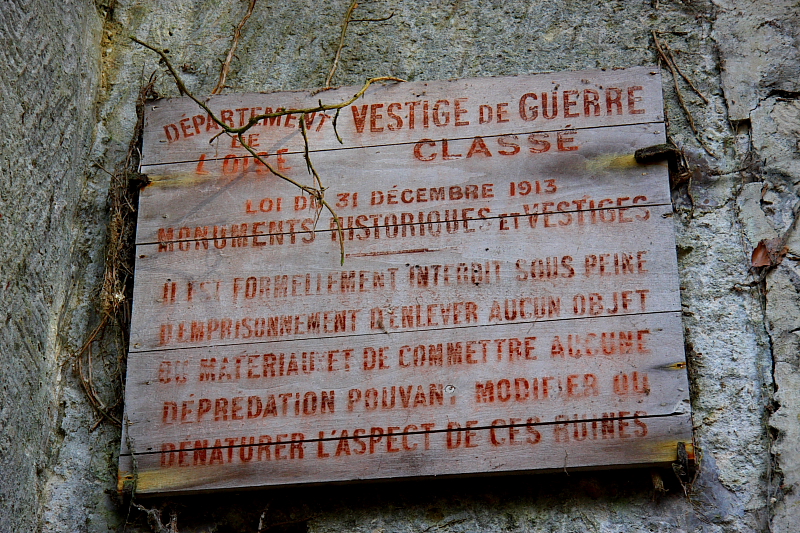 DÉPARTEMENT
DE
L'OISE
VESTIGE DE GUERRE
CLASSÉ
LOI DU 31 DÉCEMBRE 1913
MONUMENTS HISTORIQUES ET VESTIGES
IL EST FORMELLEMENT INTERDIT SOUS PEINE
D'EMPRISONNEMENT D'ENLEVER AUCUN OBJET
OU MATERIAU ET DE COMMETTRE AUCUNE
DÉPRÉDATION POUVANT MODIFIER OU
DÉNATURER L'ASPECT DE CES RUINES